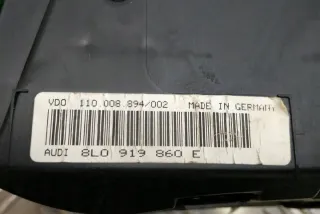 VDO 110.008.894/002 MADE IN GERMANY
AUDI 8L0 919 860 E